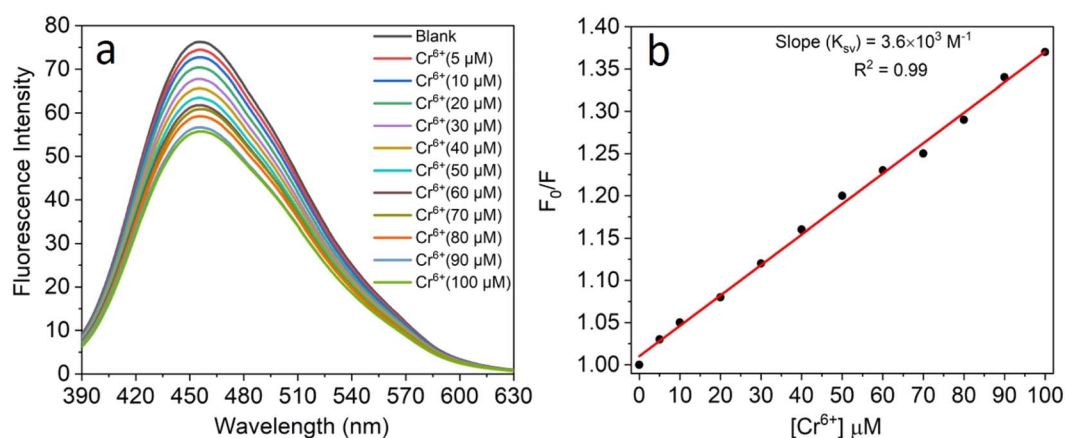 a
Fluorescence Intensity
80
70
60
50
40
30
20
10
0
390 420 450 480 510 540 570 600 630
Wavelength (nm)
Blank
Cr⁶⁺(5 µM)
Cr⁶⁺(10 µM)
Cr⁶⁺(20 µM)
Cr⁶⁺(30 µM)
Cr⁶⁺(40 µM)
Cr⁶⁺(50 µM)
Cr⁶⁺(60 µM)
Cr⁶⁺(70 µM)
Cr⁶⁺(80 µM)
Cr⁶⁺(90 µM)
Cr⁶⁺(100 µM)
b
Slope (Kₛᵥ) = 3.6×10³ M⁻¹
R² = 0.99
F₀/F
1.40
1.35
1.30
1.25
1.20
1.15
1.10
1.05
1.00
0 10 20 30 40 50 60 70 80 90 100
[Cr⁶⁺] µM